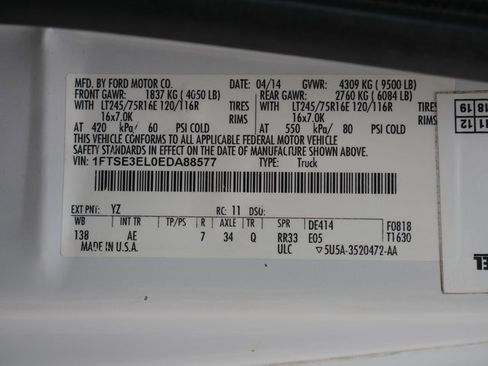 MFD. BY FORD MOTOR CO.
DATE: 04/14 GVWR: 4309 KG ( 9500 LB)
FRONT GAWR: 1837 KG ( 4050 LB) REAR GAWR: 2760 KG ( 6084 LB)
WITH LT245/75R16E 120/116R TIRES WITH LT245/75R16E 120/116R TIRES
16x7.0K RIMS 16x7.0K RIMS
AT 420 kPa/ 60 PSI COLD AT 550 kPa/ 80 PSI COLD
THIS VEHICLE CONFORMS TO ALL APPLICABLE FEDERAL MOTOR VEHICLE
SAFETY STANDARDS IN EFFECT ON THE DATE OF MANUFACTURE SHOWN ABOVE.
VIN: 1FTSE3EL0EDA88577 TYPE: Truck
EXT PNT: YZ RC: 11 DSO:
WB INT TR TP/PS R AXLE TR SPR DE414 F0818
138 AE 7 34 Q RR33 E05 T1630
MADE IN U.S.A. ULC ▽5U5A-3520472-AA
11 12
18 19
EL